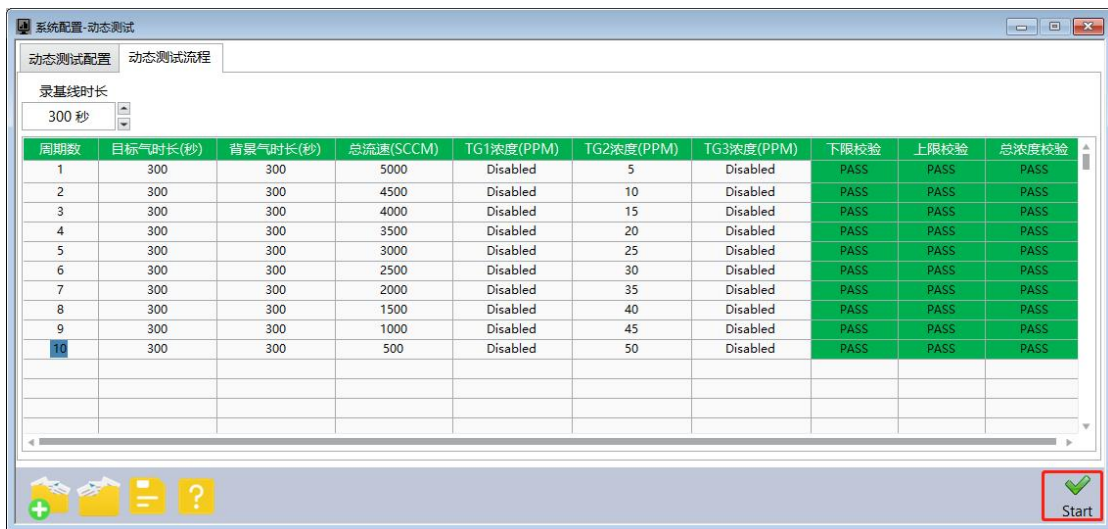 系统配置-动态测试
动态测试配置 动态测试流程
录基线时长
300 秒
周期数 目标气时长(秒) 背景气时长(秒) 总流速(SCCM) TG1浓度(PPM) TG2浓度(PPM) TG3浓度(PPM) 下限校验 上限校验 总浓度校验
1 300 300 5000 Disabled 5 Disabled PASS PASS PASS
2 300 300 4500 Disabled 10 Disabled PASS PASS PASS
3 300 300 4000 Disabled 15 Disabled PASS PASS PASS
4 300 300 3500 Disabled 20 Disabled PASS PASS PASS
5 300 300 3000 Disabled 25 Disabled PASS PASS PASS
6 300 300 2500 Disabled 30 Disabled PASS PASS PASS
7 300 300 2000 Disabled 35 Disabled PASS PASS PASS
8 300 300 1500 Disabled 40 Disabled PASS PASS PASS
9 300 300 1000 Disabled 45 Disabled PASS PASS PASS
10 300 300 500 Disabled 50 Disabled PASS PASS PASS
?
Start